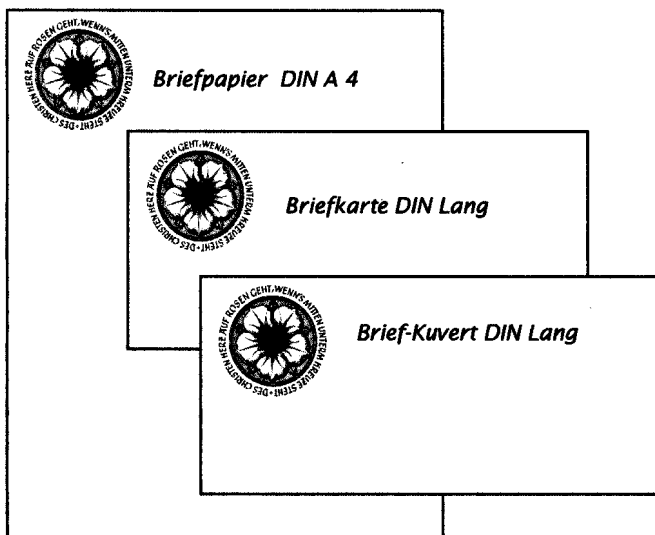 DES CHRISTEN HERZ AUF ROSEN GEHT, WENN'S MITTEN UNTERM KREUZE STEHT •
Briefpapier DIN A 4
DES CHRISTEN HERZ AUF ROSEN GEHT, WENN'S MITTEN UNTERM KREUZE STEHT •
Briefkarte DIN Lang
DES CHRISTEN HERZ AUF ROSEN GEHT, WENN'S MITTEN UNTERM KREUZE STEHT •
Brief-Kuvert DIN Lang